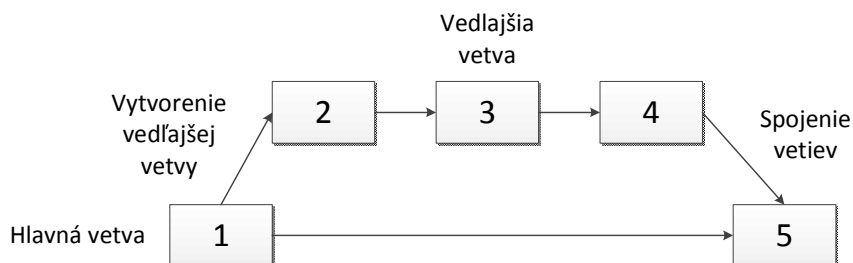 Vedlajšia
vetva
Vytvorenie
vedľajšej
vetvy
2
3
4
Spojenie
vetiev
Hlavná vetva
1
5